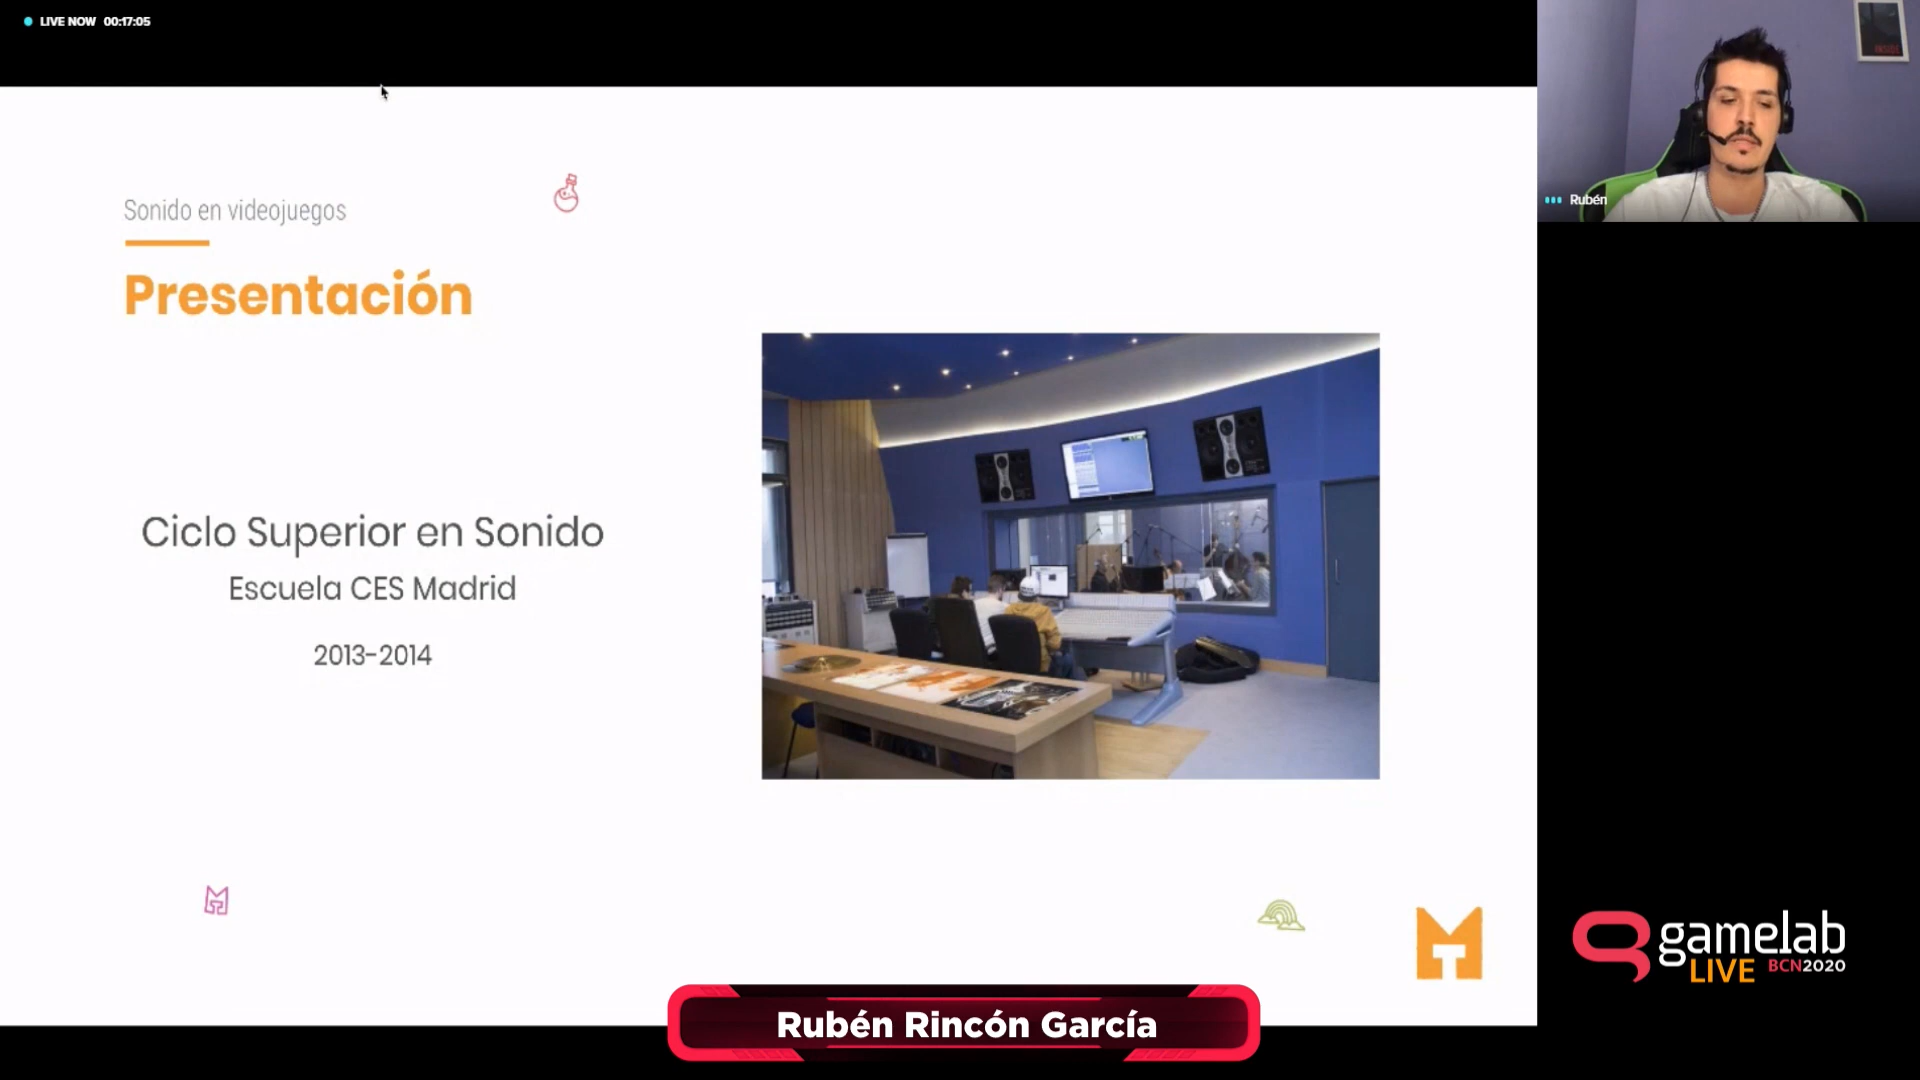 LIVE NOW 00:17:05
Sonido en videojuegos
Presentación
Ciclo Superior en Sonido
Escuela CES Madrid
2013-2014
Rubén
INSIDE
gamelab
LIVE BCN2020
Rubén Rincón García